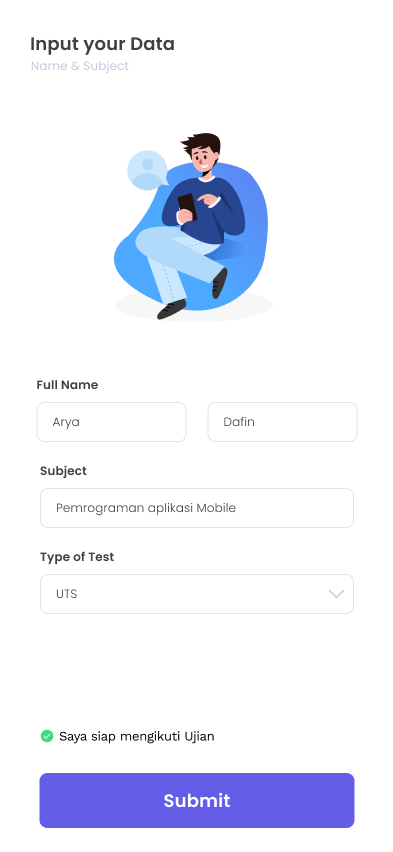 Input your Data
Name & Subject
Full Name
Arya Dafin
Subject
Pemrograman aplikasi Mobile
Type of Test
UTS
Saya siap mengikuti Ujian
Submit